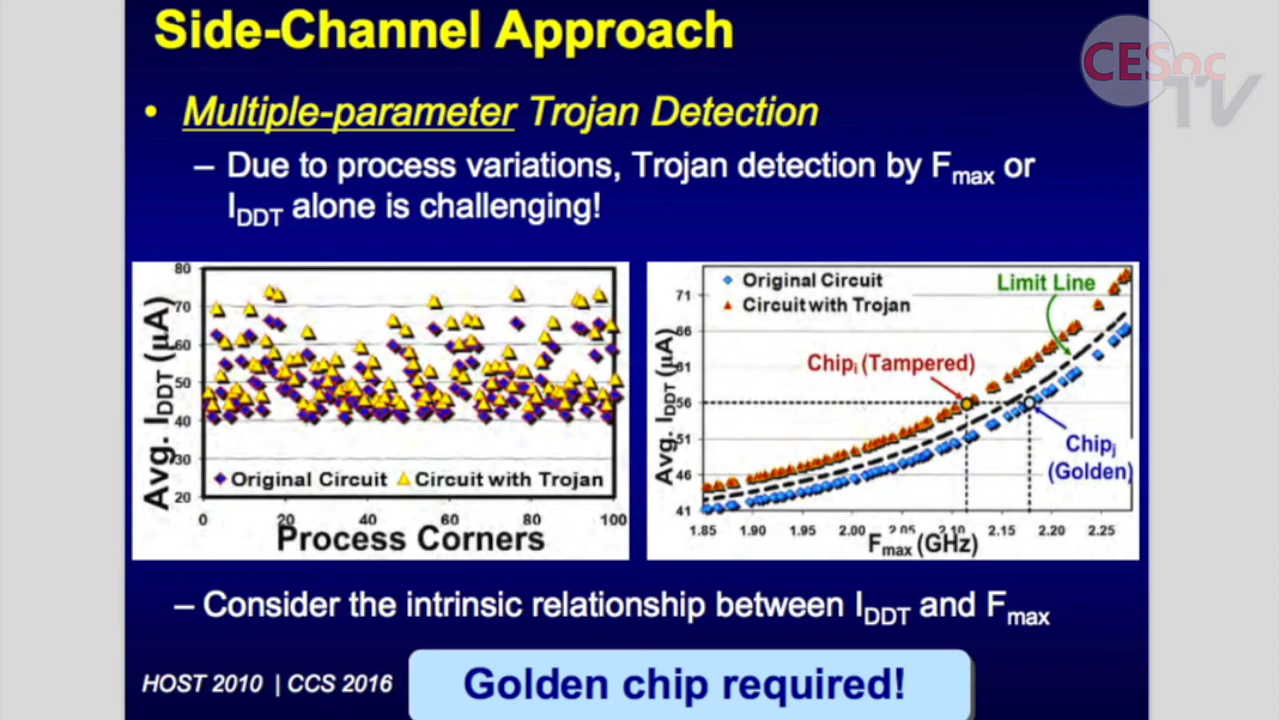 Side-Channel Approach
CESoc
TV
• Multiple-parameter Trojan Detection
– Due to process variations, Trojan detection by Fmax or
IDDT alone is challenging!
Avg. IDDT (µA)
80
70
60
50
40
30
20
Original Circuit
Circuit with Trojan
0
20
40
60
80
100
Process Corners
Avg. IDDT (µA)
71
66
61
56
51
46
41
Original Circuit
Circuit with Trojan
Limit Line
Chipi (Tampered)
Chipj
(Golden)
1.85
1.90
1.95
2.00
2.05
2.10
2.15
2.20
2.25
Fmax (GHz)
– Consider the intrinsic relationship between IDDT and Fmax
HOST 2010 | CCS 2016
Golden chip required!